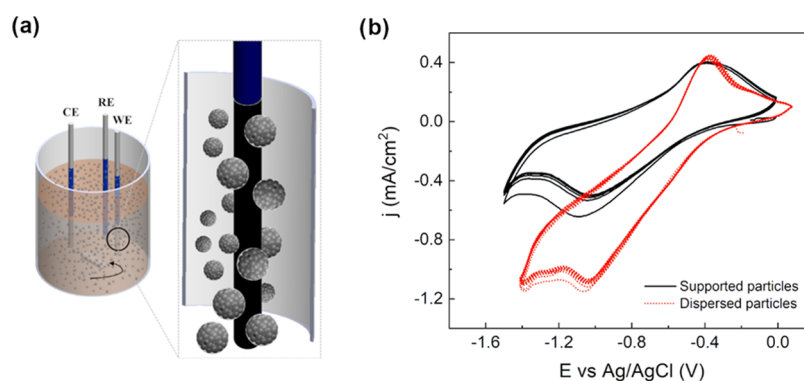 (a)
CE
RE
WE
(b)
j (mA/cm²)
0.4
0.0
-0.4
-0.8
-1.2
Supported particles
Dispersed particles
-1.6
-1.2
-0.8
-0.4
0.0
E vs Ag/AgCl (V)